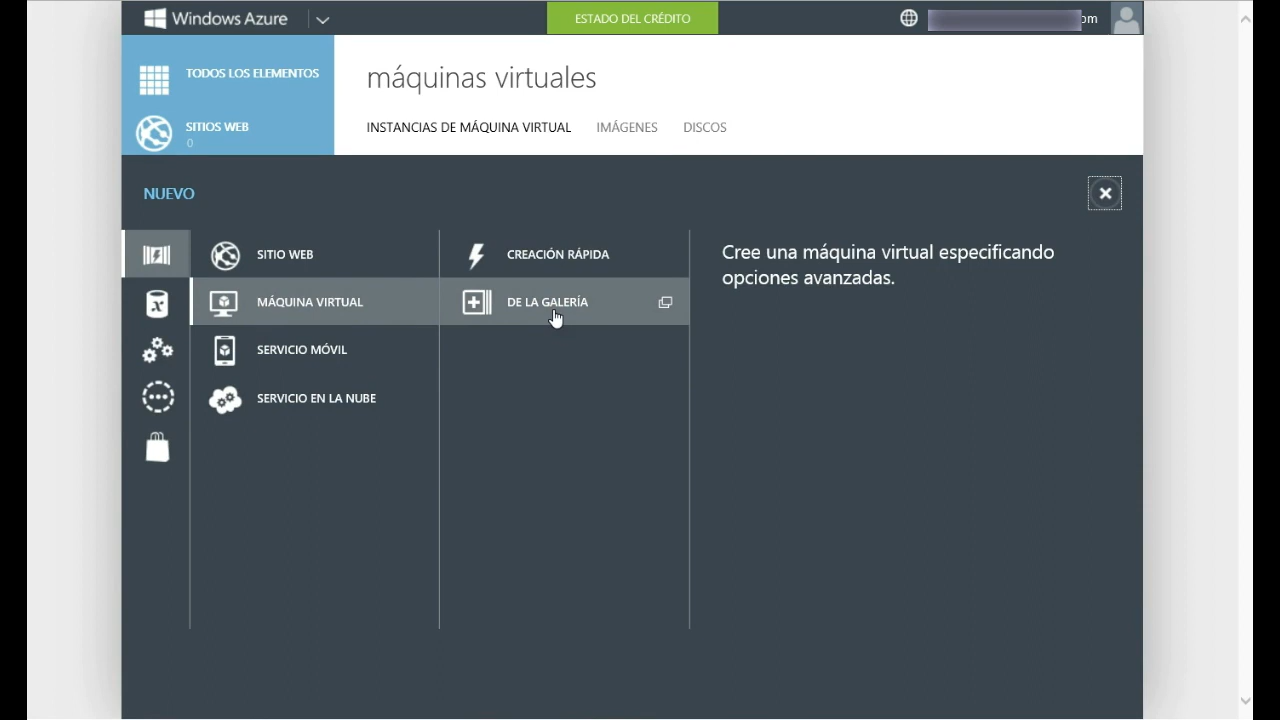 Windows Azure
ESTADO DEL CRÉDITO
om
TODOS LOS ELEMENTOS
SITIOS WEB
0
máquinas virtuales
INSTANCIAS DE MÁQUINA VIRTUAL IMÁGENES DISCOS
NUEVO
SITIO WEB
MÁQUINA VIRTUAL
SERVICIO MÓVIL
SERVICIO EN LA NUBE
CREACIÓN RÁPIDA
DE LA GALERÍA
Cree una máquina virtual especificando
opciones avanzadas.